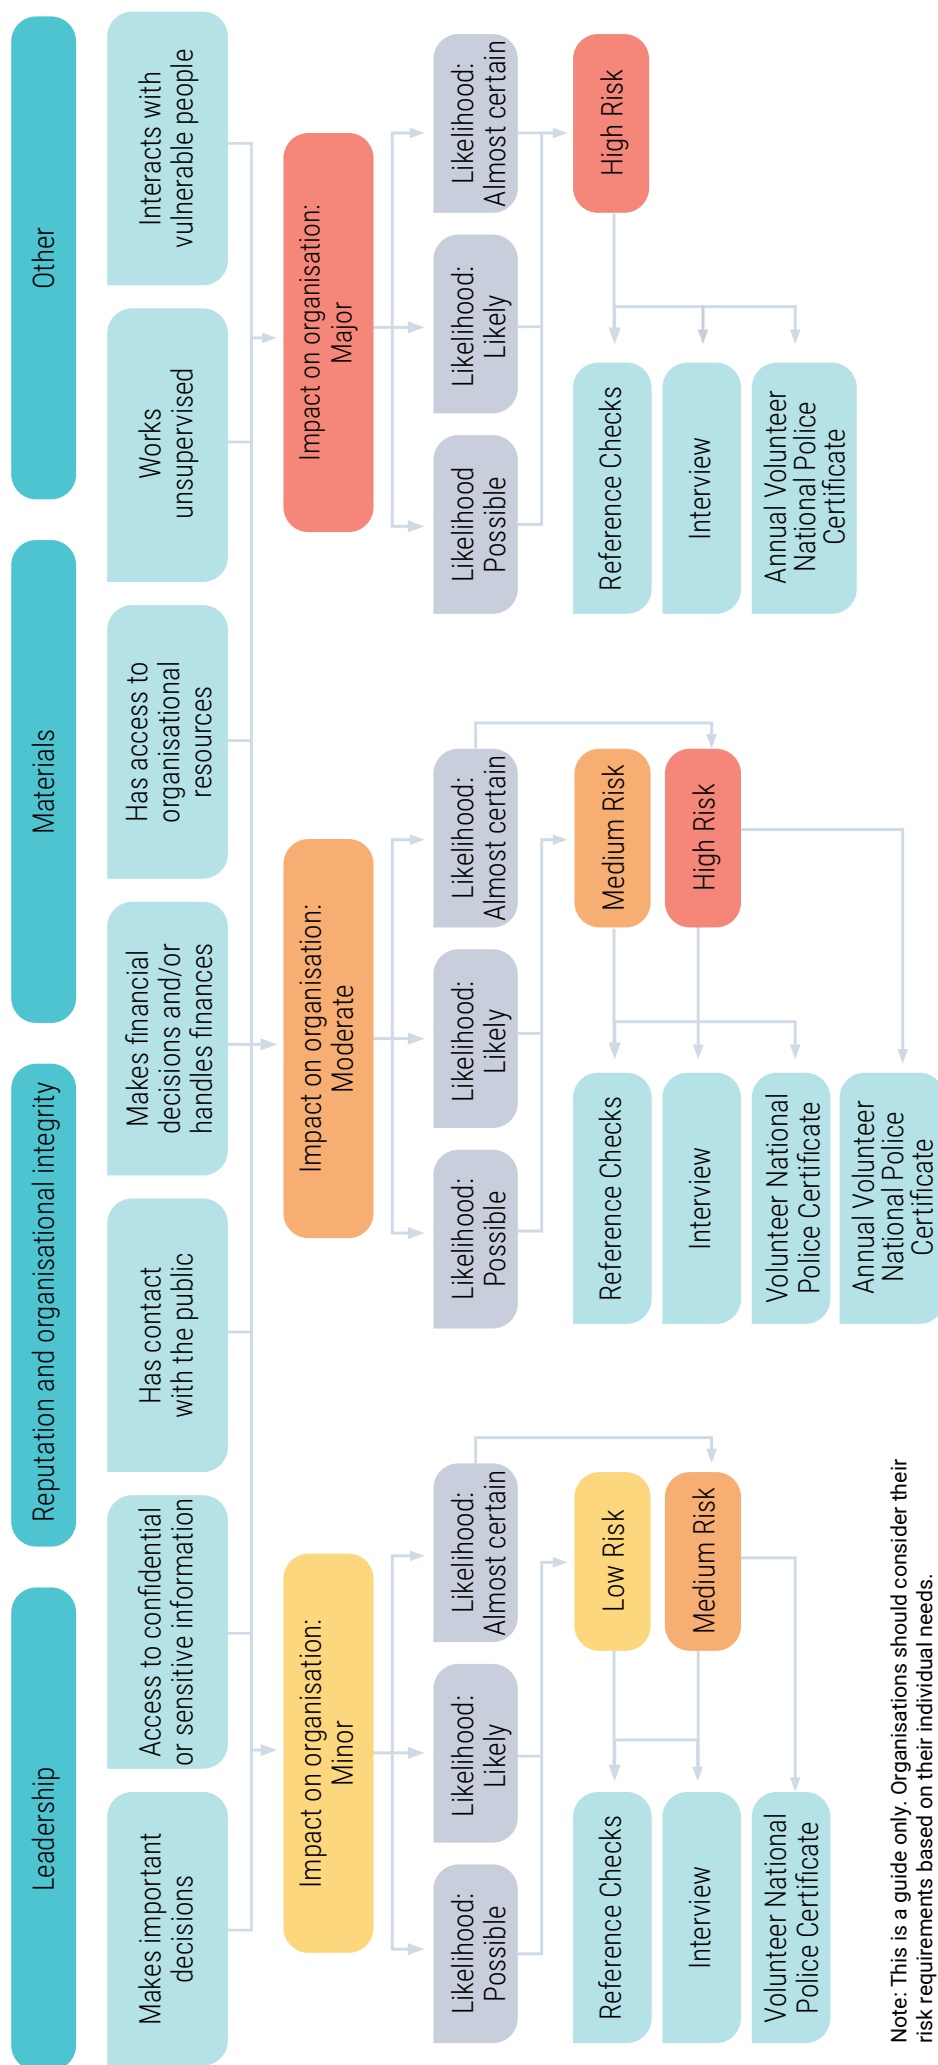 Leadership
Reputation and organisational integrity
Materials
Other
Makes important
decisions
Access to confidential
or sensitive information
Has contact
with the public
Makes financial
decisions and/or
handles finances
Has access to
organisational
resources
Works
unsupervised
Interacts with
vulnerable people
Impact on organisation:
Minor
Likelihood:
Possible
Likelihood:
Likely
Likelihood:
Almost certain
Low Risk
Medium Risk
Reference Checks
Interview
Volunteer National
Police Certificate
Impact on organisation:
Moderate
Likelihood:
Possible
Likelihood:
Likely
Likelihood:
Almost certain
Medium Risk
High Risk
Reference Checks
Interview
Volunteer National
Police Certificate
Annual Volunteer
National Police
Certificate
Impact on organisation:
Major
Likelihood
Possible
Likelihood:
Likely
Likelihood:
Almost certain
High Risk
Reference Checks
Interview
Annual Volunteer
National Police
Certificate
Note: This is a guide only. Organisations should consider their
risk requirements based on their individual needs.